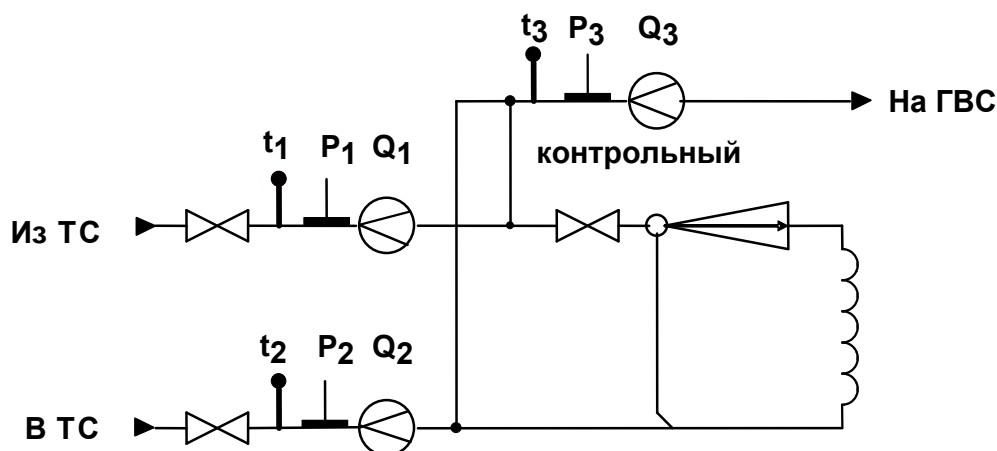 t3 P3 Q3
На ГВС
контрольный
t1 P1 Q1
Из ТС
t2 P2 Q2
В ТС